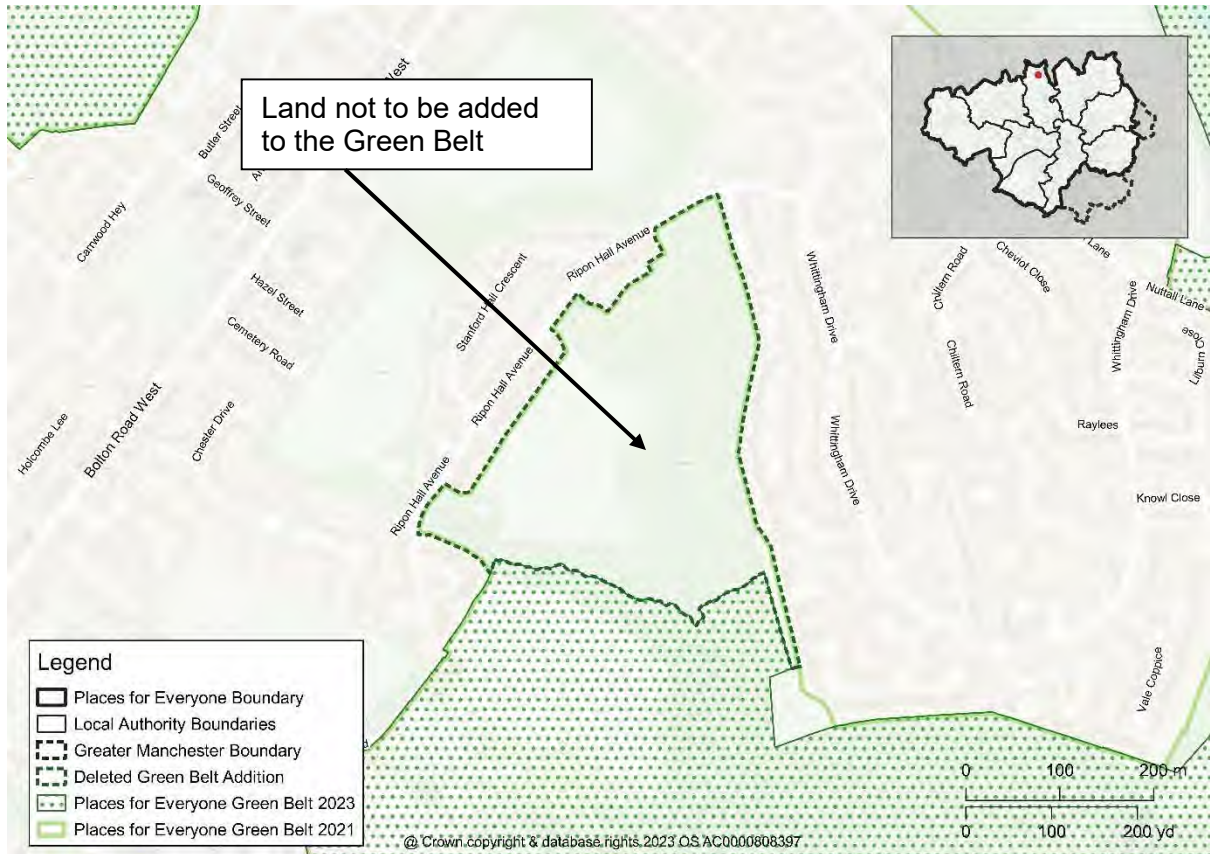 Land not to be added
to the Green Belt
West
Butler Street
Geoffrey Street
Carrwood Hey
Hazel Street
Cemetery Road
Stanford Hall Crescent
Ripon Hall Avenue
Ripon Hall Avenue
Ripon Hall Avenue
Holcombe Lee
Bolton Road West
Chester Drive
Whittingham Drive
Whittingham Drive
Chiltern Road
Cheviot Close
Lane
Nuttall Lane
Whittingham Drive
Lilburn Close
Chiltern Road
Raylees
Knowl Close
Vale Coppice
Legend
Places for Everyone Boundary
Local Authority Boundaries
Greater Manchester Boundary
Deleted Green Belt Addition
Places for Everyone Green Belt 2023
Places for Everyone Green Belt 2021
0 100 200 m
0 100 200 yd
@ Crown copyright & database rights 2023 OS AC0000808397